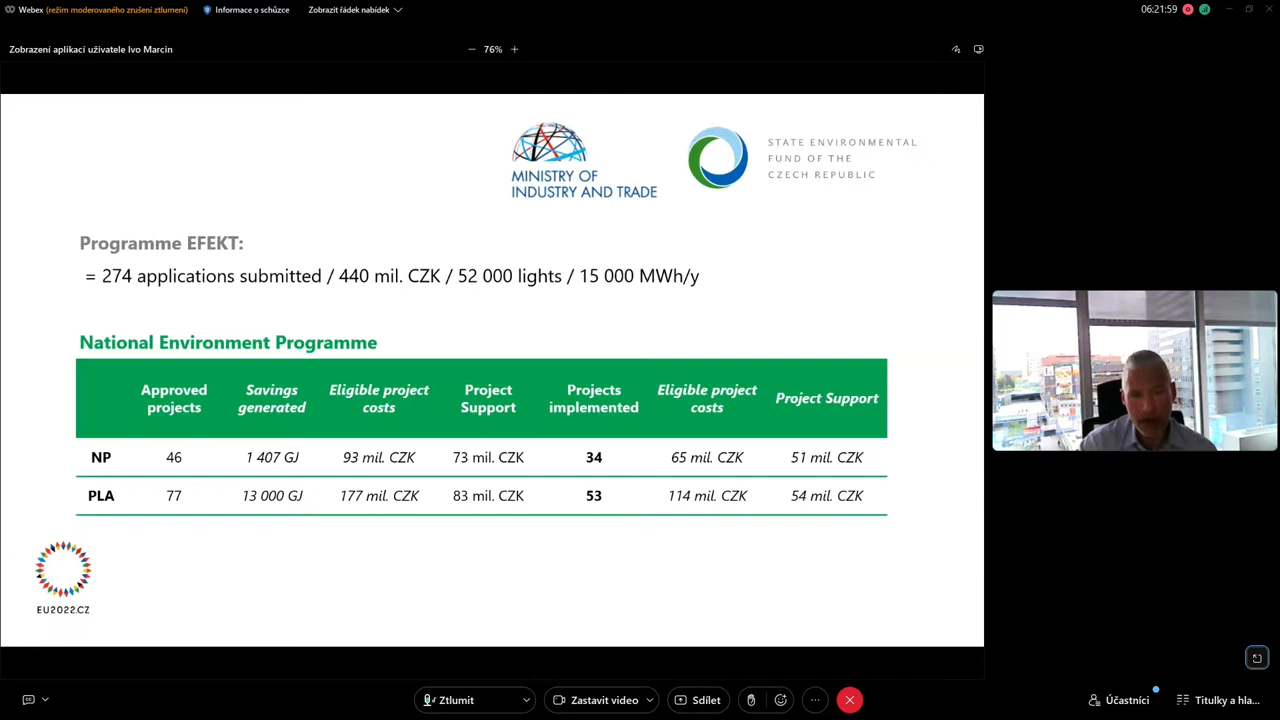 Webex (režim moderovaného zrušení ztlumení) Informace o schůzce Zobrazit řádek nabídek 06:21:59
Zobrazení aplikací uživatele Ivo Marcin 76%
MINISTRY OF
INDUSTRY AND TRADE
STATE ENVIRONMENTAL
FUND OF THE
CZECH REPUBLIC
Programme EFEKT:
= 274 applications submitted / 440 mil. CZK / 52 000 lights / 15 000 MWh/y
National Environment Programme
Approved projects Savings generated Eligible project costs Project Support Projects implemented Eligible project costs Project Support
NP 46 1 407 GJ 93 mil. CZK 73 mil. CZK 34 65 mil. CZK 51 mil. CZK
PLA 77 13 000 GJ 177 mil. CZK 83 mil. CZK 53 114 mil. CZK 54 mil. CZK
EU2022.CZ
Ztlumit Zastavit video Sdílet Účastníci Titulky a hla...